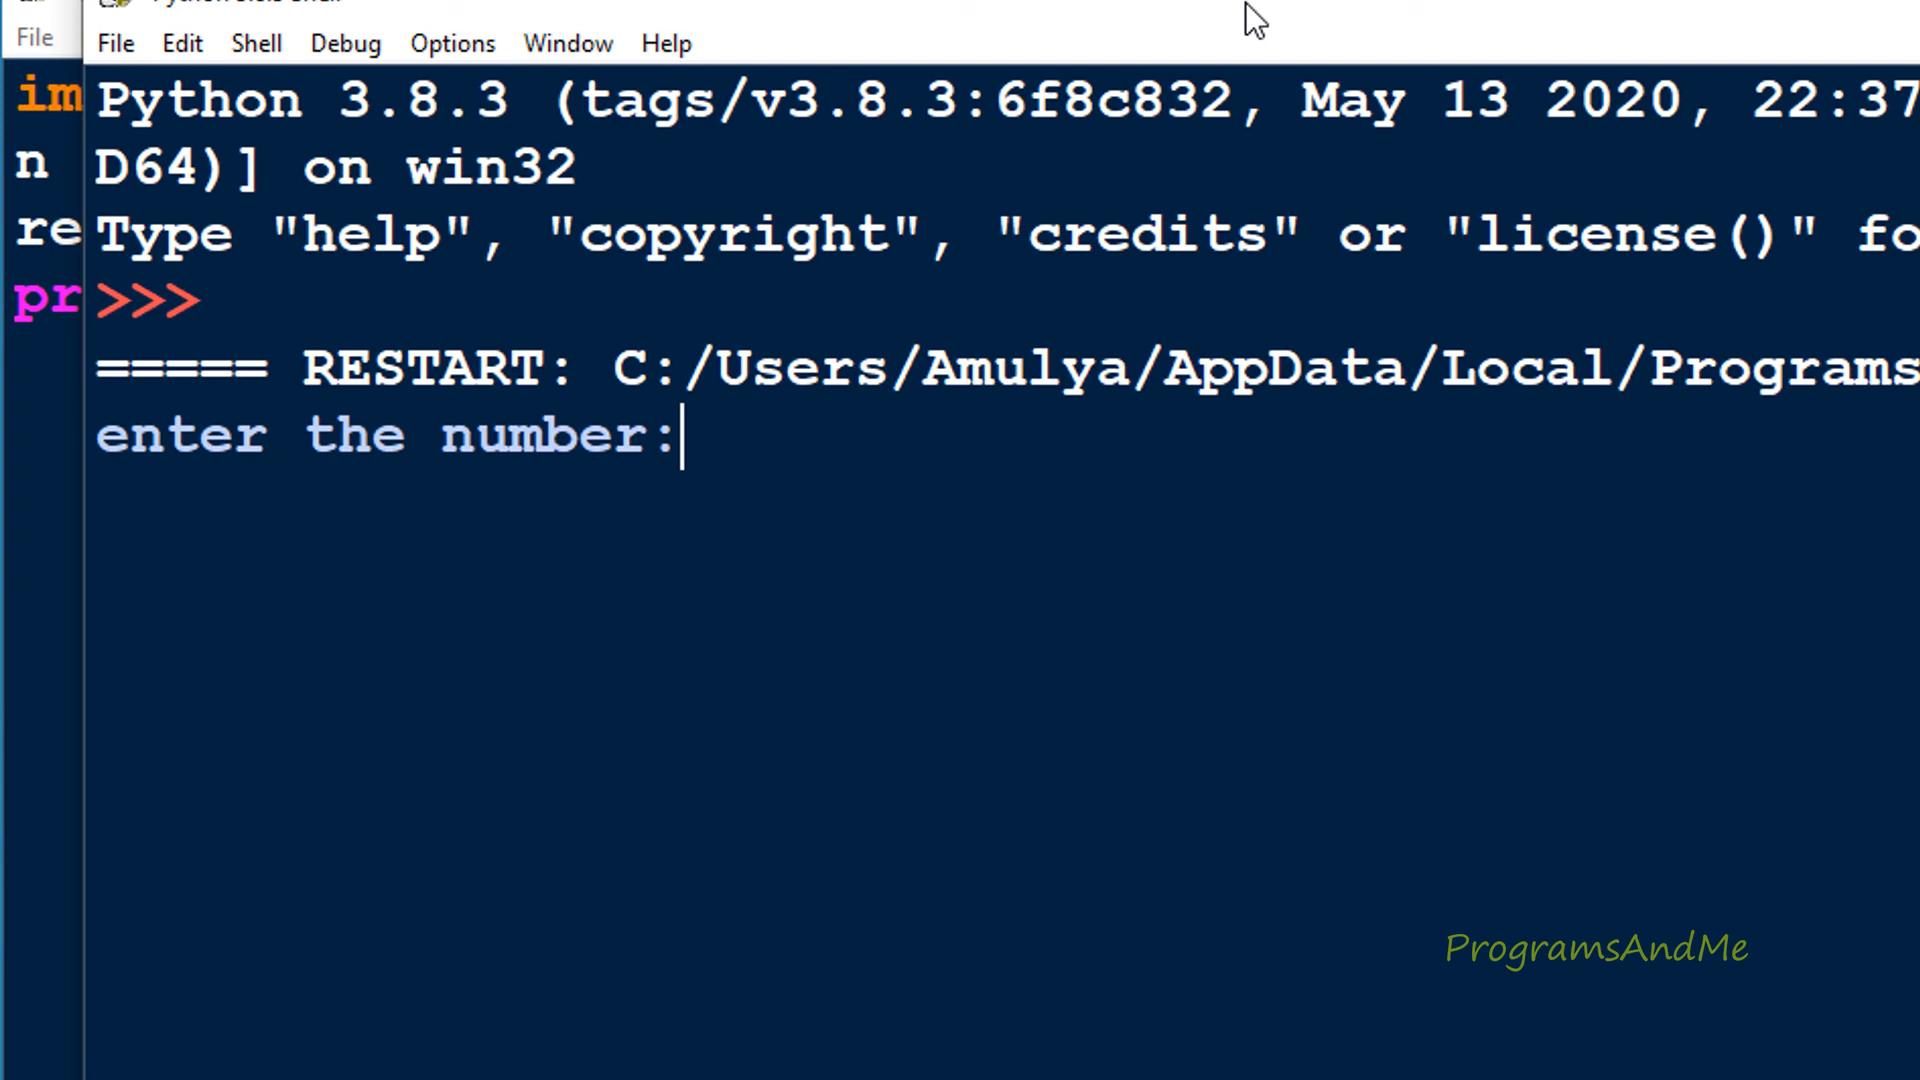 File
File Edit Shell Debug Options Window Help
im
n
re
pr
Python 3.8.3 (tags/v3.8.3:6f8c832, May 13 2020, 22:37
D64)] on win32
Type "help", "copyright", "credits" or "license()" fo
>>>
===== RESTART: C:/Users/Amulya/AppData/Local/Programs
enter the number:
ProgramsAndMe